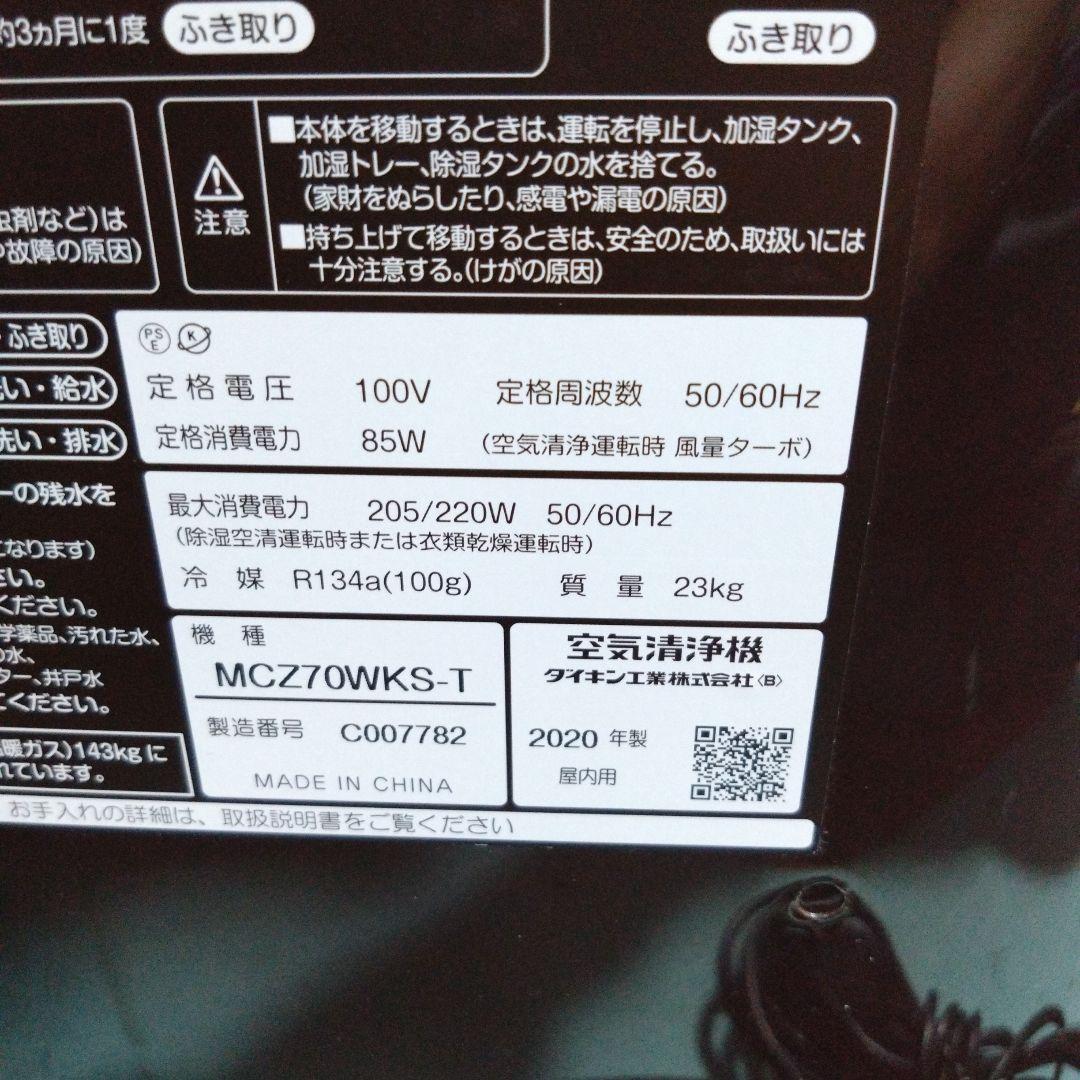 約3ヵ月に1度 ふき取り
ふき取り
注意
■本体を移動するときは、運転を停止し、加湿タンク、
加湿トレー、除湿タンクの水を捨てる。
(家財をぬらしたり、感電や漏電の原因)
■持ち上げて移動するときは、安全のため、取扱いには
十分注意する。(けがの原因)
虫剤など)は
や故障の原因)
・ふき取り
洗い・給水
洗い・排水
ーの残水を
になります)
さい。
ください。
学薬品、汚れた水、
の水、
ター、井戸水
ください。
温暖ガス)143kgに
れています。
PS
E
K
定格電圧 100V 定格周波数 50/60Hz
定格消費電力 85W (空気清浄運転時 風量ターボ)
最大消費電力 205/220W 50/60Hz
(除湿空清運転時または衣類乾燥運転時)
冷媒 R134a(100g) 質量 23kg
機種
MCZ70WKS-T
製造番号 C007782
MADE IN CHINA
空気清浄機
ダイキン工業株式会社〈B〉
2020 年製
屋内用
お手入れの詳細は、取扱説明書をご覧ください